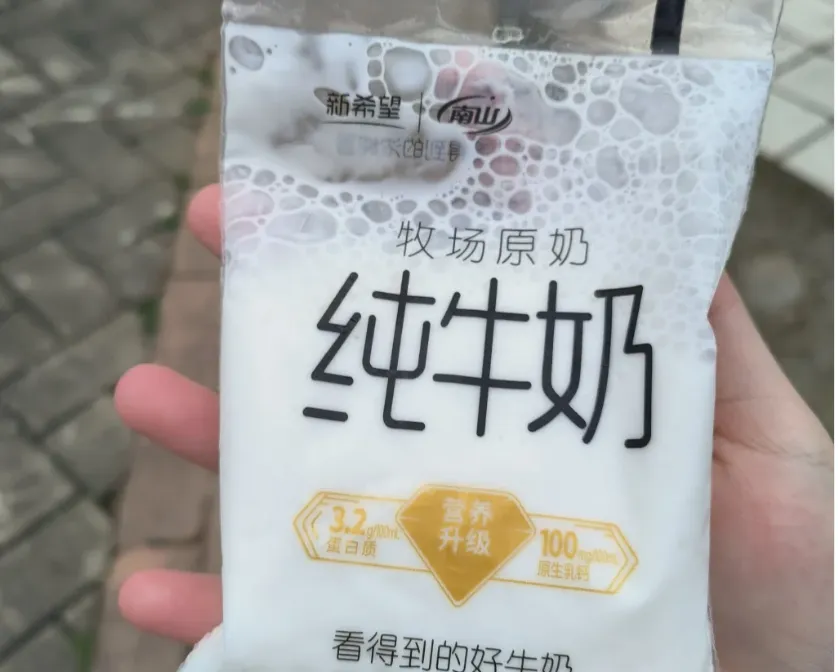 新希望 南山
牧场原奶
纯牛奶
3.2g/100mL
蛋白质
营养
升级
100mg/100mL
原生乳钙
看得到的好牛奶